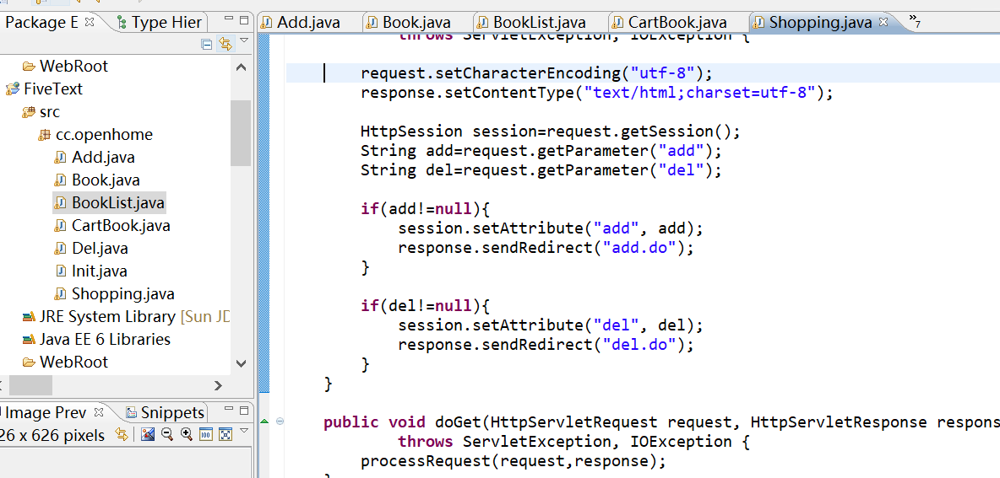 Package E
Type Hier
WebRoot
FiveText
src
cc.openhome
Add.java
Book.java
BookList.java
CartBook.java
Del.java
Init.java
Shopping.java
JRE System Library [Sun JD
Java EE 6 Libraries
WebRoot
Image Prev
Snippets
26 x 626 pixels
Add.java
Book.java
BookList.java
CartBook.java
Shopping.java
»7
throws ServletException, IOException {
request.setCharacterEncoding("utf-8");
response.setContentType("text/html;charset=utf-8");
HttpSession session=request.getSession();
String add=request.getParameter("add");
String del=request.getParameter("del");
if(add!=null){
session.setAttribute("add", add);
response.sendRedirect("add.do");
}
if(del!=null){
session.setAttribute("del", del);
response.sendRedirect("del.do");
}
}
public void doGet(HttpServletRequest request, HttpServletResponse respons
throws ServletException, IOException {
processRequest(request,response);